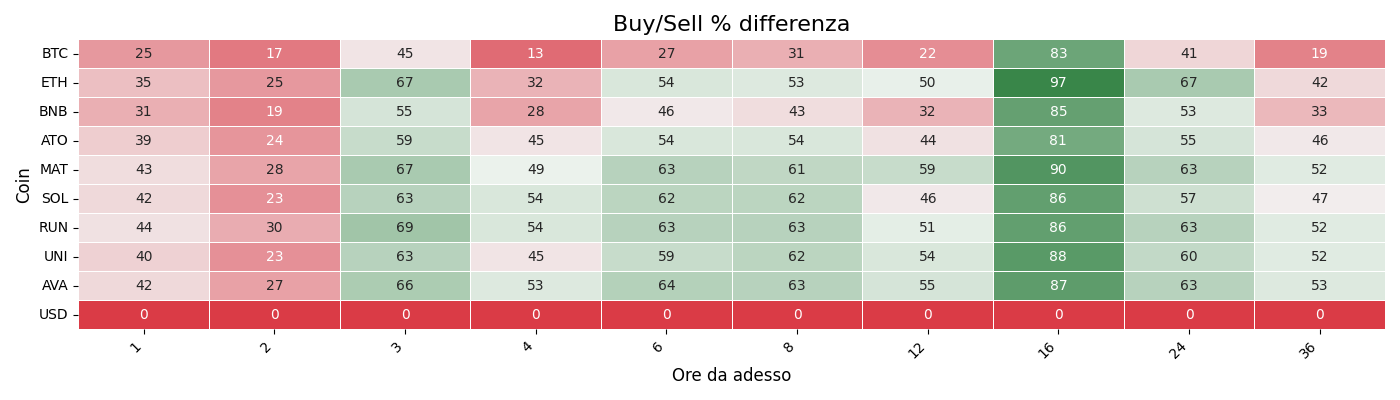 Buy/Sell % differenza
Coin
BTC 25 17 45 13 27 31 22 83 41 19
ETH 35 25 67 32 54 53 50 97 67 42
BNB 31 19 55 28 46 43 32 85 53 33
ATO 39 24 59 45 54 54 44 81 55 46
MAT 43 28 67 49 63 61 59 90 63 52
SOL 42 23 63 54 62 62 46 86 57 47
RUN 44 30 69 54 63 63 51 86 63 52
UNI 40 23 63 45 59 62 54 88 60 52
AVA 42 27 66 53 64 63 55 87 63 53
USD 0 0 0 0 0 0 0 0 0 0
1 2 3 4 6 8 12 16 24 36
Ore da adesso